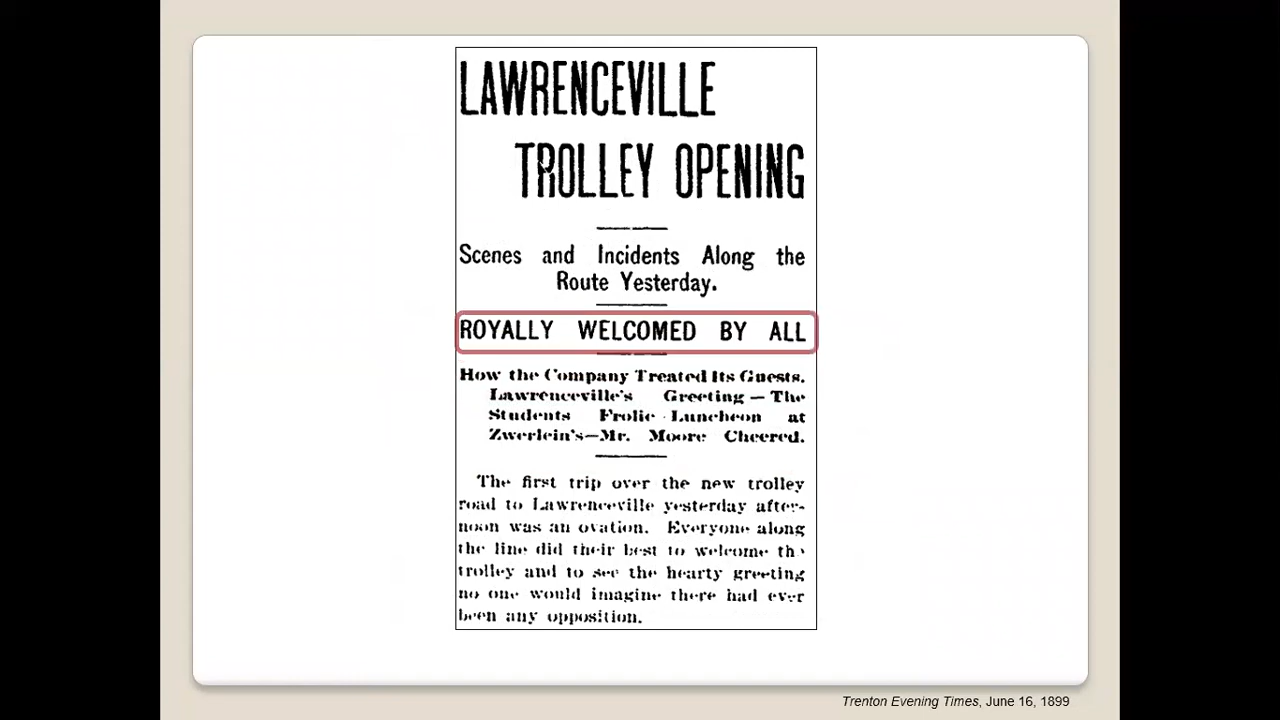 LAWRENCEVILLE
TROLLEY OPENING
Scenes and Incidents Along the
Route Yesterday.
ROYALLY WELCOMED BY ALL
How the Company Treated Its Guests.
Lawrenceville's Greeting — The
Students Frolic Luncheon at
Zwerlein's—Mr. Moore Cheered.
The first trip over the new trolley
road to Lawrenceville yesterday after-
noon was an ovation. Everyone along
the line did their best to welcome the
trolley and to see the hearty greeting
no one would imagine there had ever
been any opposition.
Trenton Evening Times, June 16, 1899